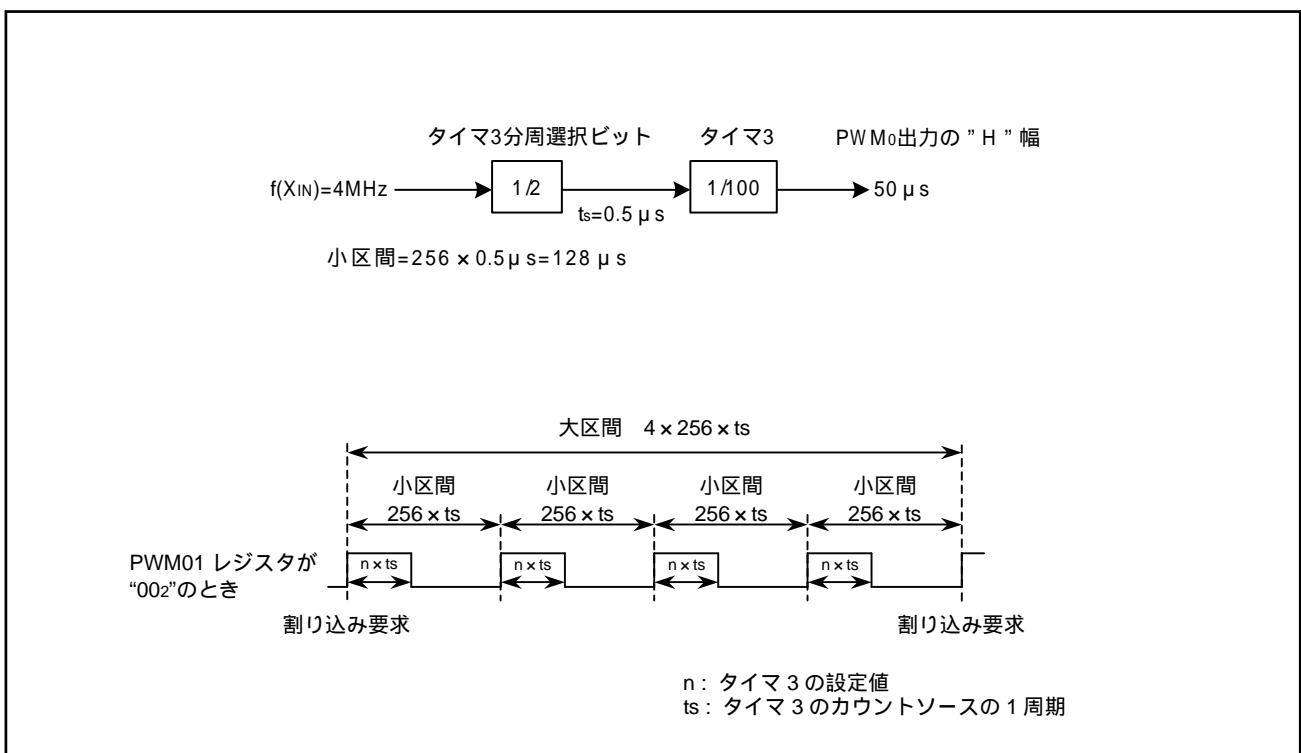 タイマ3分周選択ビット タイマ3 PWM0出力の ” H ” 幅
f(XIN)=4MHz 1/2 1/100 50 µ s
ts=0.5 µ s
小区間=256 × 0.5 µ s=128 µ s
大区間 4 × 256 × ts
小区間 小区間 小区間 小区間
256 × ts 256 × ts 256 × ts 256 × ts
PWM01 レジスタが
“002”のとき
n × ts n × ts n × ts n × ts
割り込み要求 割り込み要求
n : タイマ 3 の設定値
ts : タイマ 3 のカウントソースの 1 周期